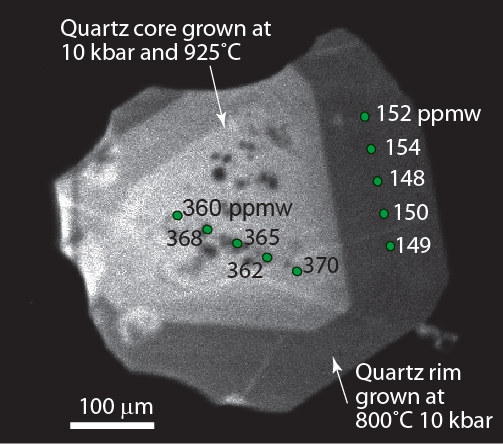 Quartz core grown at
10 kbar and 925˚C
152 ppmw
154
148
150
149
360 ppmw
368
365
362
370
Quartz rim
grown at
800˚C 10 kbar
100 μm